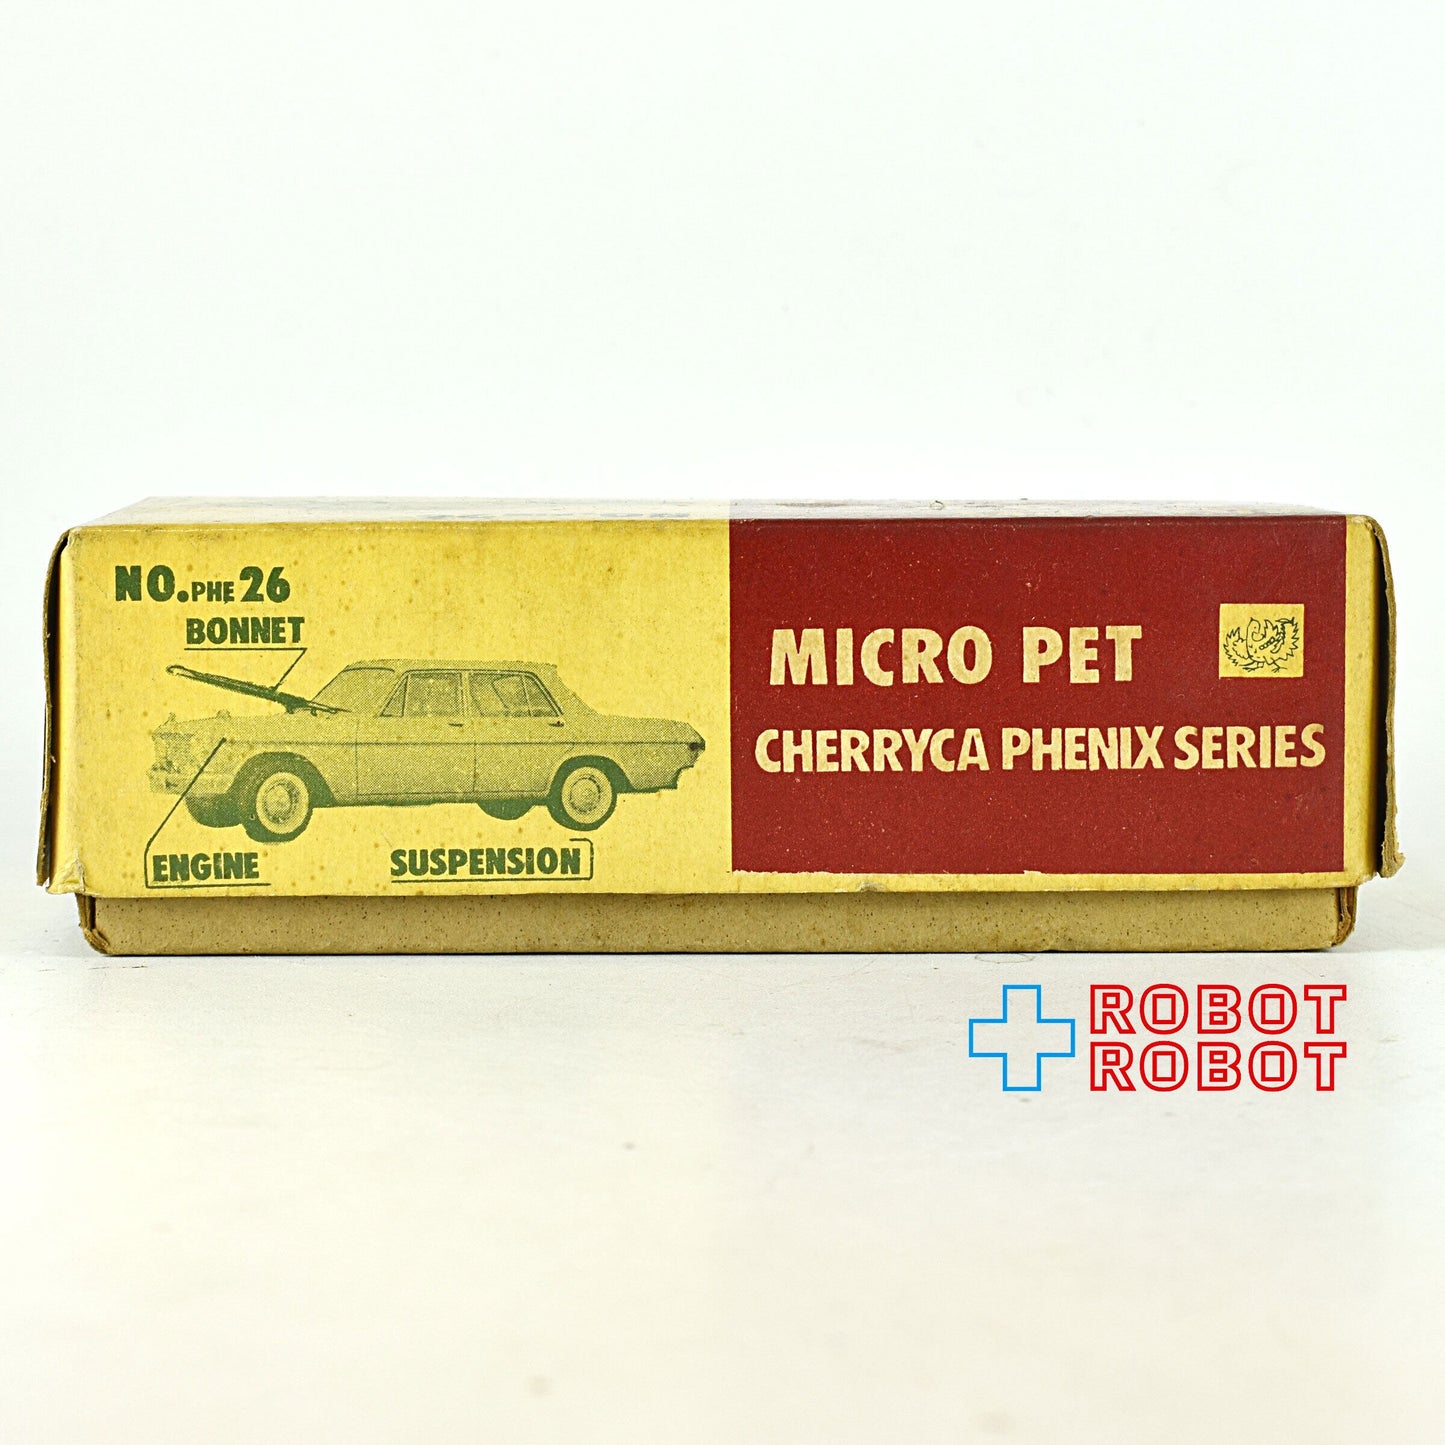 NO.PHE 26
BONNET
ENGINE
SUSPENSION
MICRO PET
CHERRYCA PHENIX SERIES
ROBOT
ROBOT